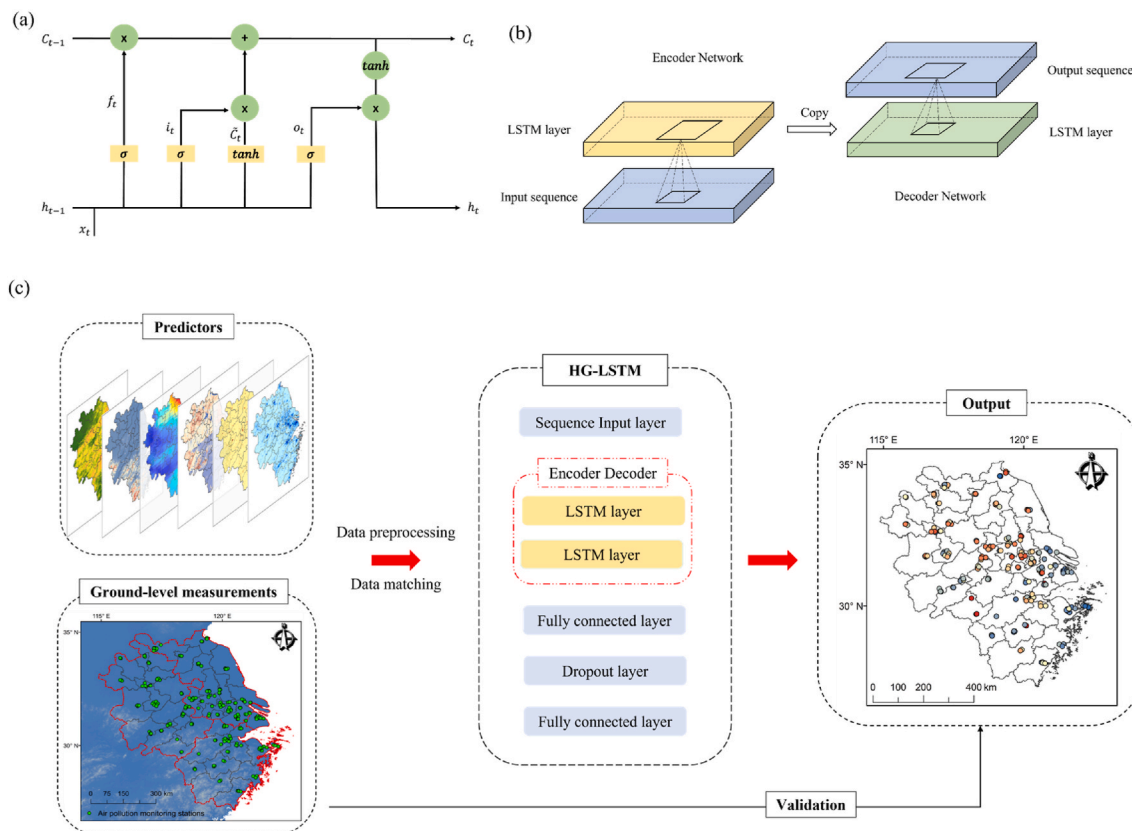 (a)
C_{t-1}
x
+
C_t
tanh
f_t
i_t
x
C̃_t
o_t
x
σ
σ
tanh
σ
h_{t-1}
h_t
x_t
(b)
Encoder Network
Output sequence
LSTM layer
Copy
LSTM layer
Input sequence
Decoder Network
(c)
Predictors
Ground-level measurements
115° E
120° E
35° N
30° N
0 75 150 300 km
Air pollution monitoring stations
Data preprocessing
Data matching
HG-LSTM
Sequence Input layer
Encoder Decoder
LSTM layer
LSTM layer
Fully connected layer
Dropout layer
Fully connected layer
Output
115° E
120° E
35° N
30° N
0 100 200 400 km
Validation